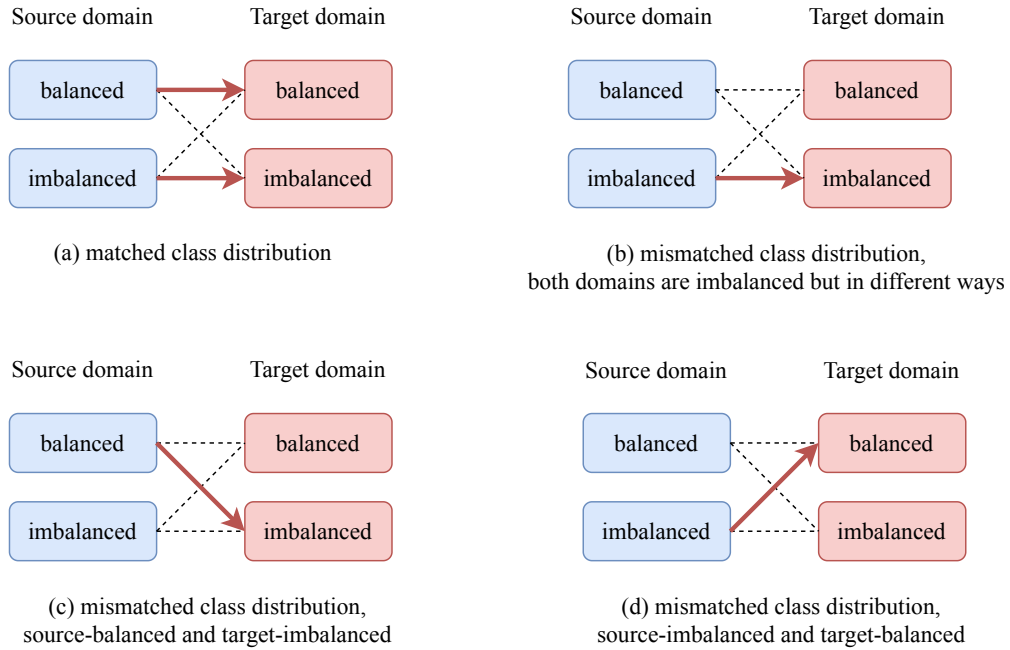 Source domain
Target domain
balanced
balanced
imbalanced
imbalanced
(a) matched class distribution
Source domain
Target domain
balanced
balanced
imbalanced
imbalanced
(b) mismatched class distribution,
both domains are imbalanced but in different ways
Source domain
Target domain
balanced
balanced
imbalanced
imbalanced
(c) mismatched class distribution,
source-balanced and target-imbalanced
Source domain
Target domain
balanced
balanced
imbalanced
imbalanced
(d) mismatched class distribution,
source-imbalanced and target-balanced